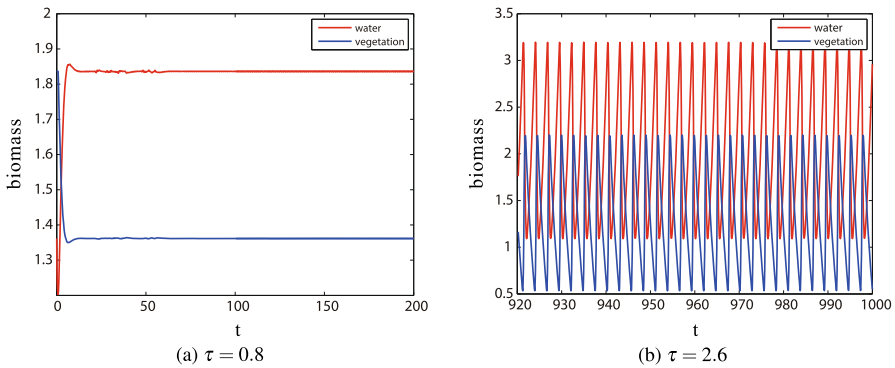 2
1.9
1.8
1.7
1.6
1.5
1.4
1.3
0
50
100
150
200
biomass
t
water
vegetation
(a) τ = 0.8
3.5
3
2.5
2
1.5
1
0.5
920
930
940
950
960
970
980
990
1000
biomass
t
water
vegetation
(b) τ = 2.6